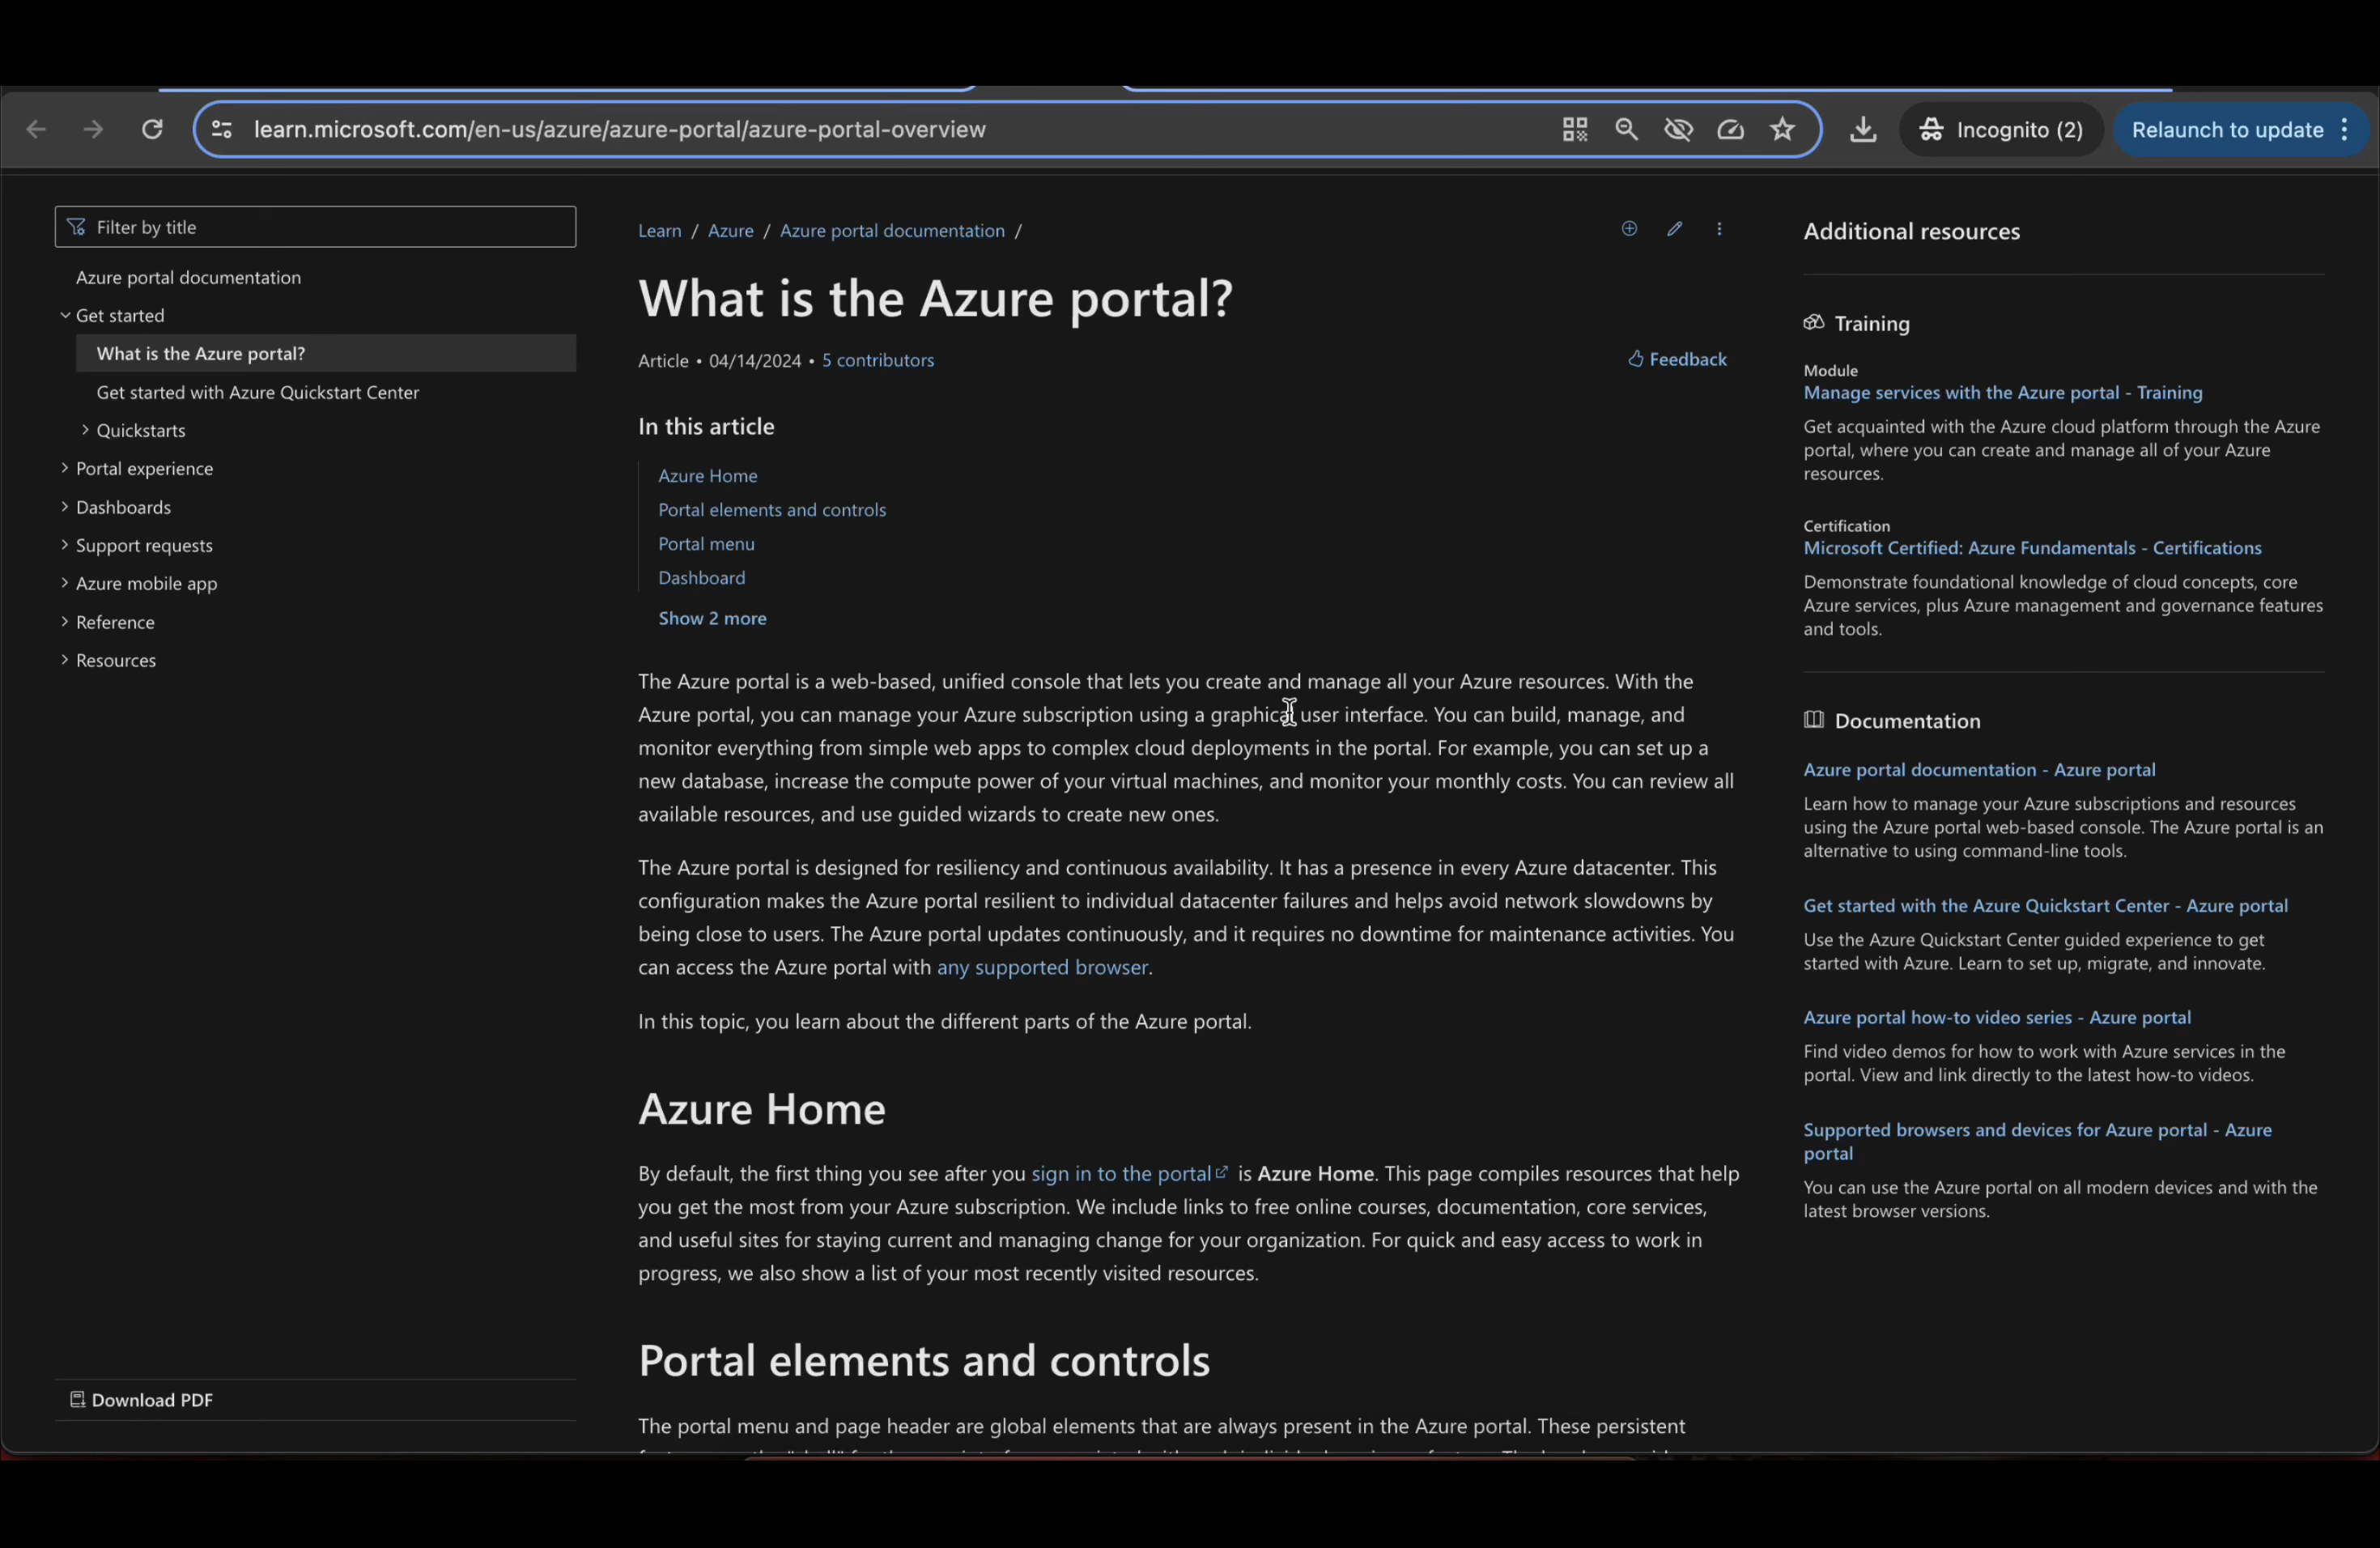 learn.microsoft.com/en-us/azure/azure-portal/azure-portal-overview
Incognito (2)
Relaunch to update
Filter by title
Azure portal documentation
Get started
What is the Azure portal?
Get started with Azure Quickstart Center
Quickstarts
Portal experience
Dashboards
Support requests
Azure mobile app
Reference
Resources
Download PDF
Learn / Azure / Azure portal documentation /
What is the Azure portal?
Article • 04/14/2024 • 5 contributors
Feedback
In this article
Azure Home
Portal elements and controls
Portal menu
Dashboard
Show 2 more
The Azure portal is a web-based, unified console that lets you create and manage all your Azure resources. With the
Azure portal, you can manage your Azure subscription using a graphical user interface. You can build, manage, and
monitor everything from simple web apps to complex cloud deployments in the portal. For example, you can set up a
new database, increase the compute power of your virtual machines, and monitor your monthly costs. You can review all
available resources, and use guided wizards to create new ones.
The Azure portal is designed for resiliency and continuous availability. It has a presence in every Azure datacenter. This
configuration makes the Azure portal resilient to individual datacenter failures and helps avoid network slowdowns by
being close to users. The Azure portal updates continuously, and it requires no downtime for maintenance activities. You
can access the Azure portal with any supported browser.
In this topic, you learn about the different parts of the Azure portal.
Azure Home
By default, the first thing you see after you sign in to the portal is Azure Home. This page compiles resources that help
you get the most from your Azure subscription. We include links to free online courses, documentation, core services,
and useful sites for staying current and managing change for your organization. For quick and easy access to work in
progress, we also show a list of your most recently visited resources.
Portal elements and controls
The portal menu and page header are global elements that are always present in the Azure portal. These persistent
Additional resources
Training
Module
Manage services with the Azure portal - Training
Get acquainted with the Azure cloud platform through the Azure
portal, where you can create and manage all of your Azure
resources.
Certification
Microsoft Certified: Azure Fundamentals - Certifications
Demonstrate foundational knowledge of cloud concepts, core
Azure services, plus Azure management and governance features
and tools.
Documentation
Azure portal documentation - Azure portal
Learn how to manage your Azure subscriptions and resources
using the Azure portal web-based console. The Azure portal is an
alternative to using command-line tools.
Get started with the Azure Quickstart Center - Azure portal
Use the Azure Quickstart Center guided experience to get
started with Azure. Learn to set up, migrate, and innovate.
Azure portal how-to video series - Azure portal
Find video demos for how to work with Azure services in the
portal. View and link directly to the latest how-to videos.
Supported browsers and devices for Azure portal - Azure
portal
You can use the Azure portal on all modern devices and with the
latest browser versions.